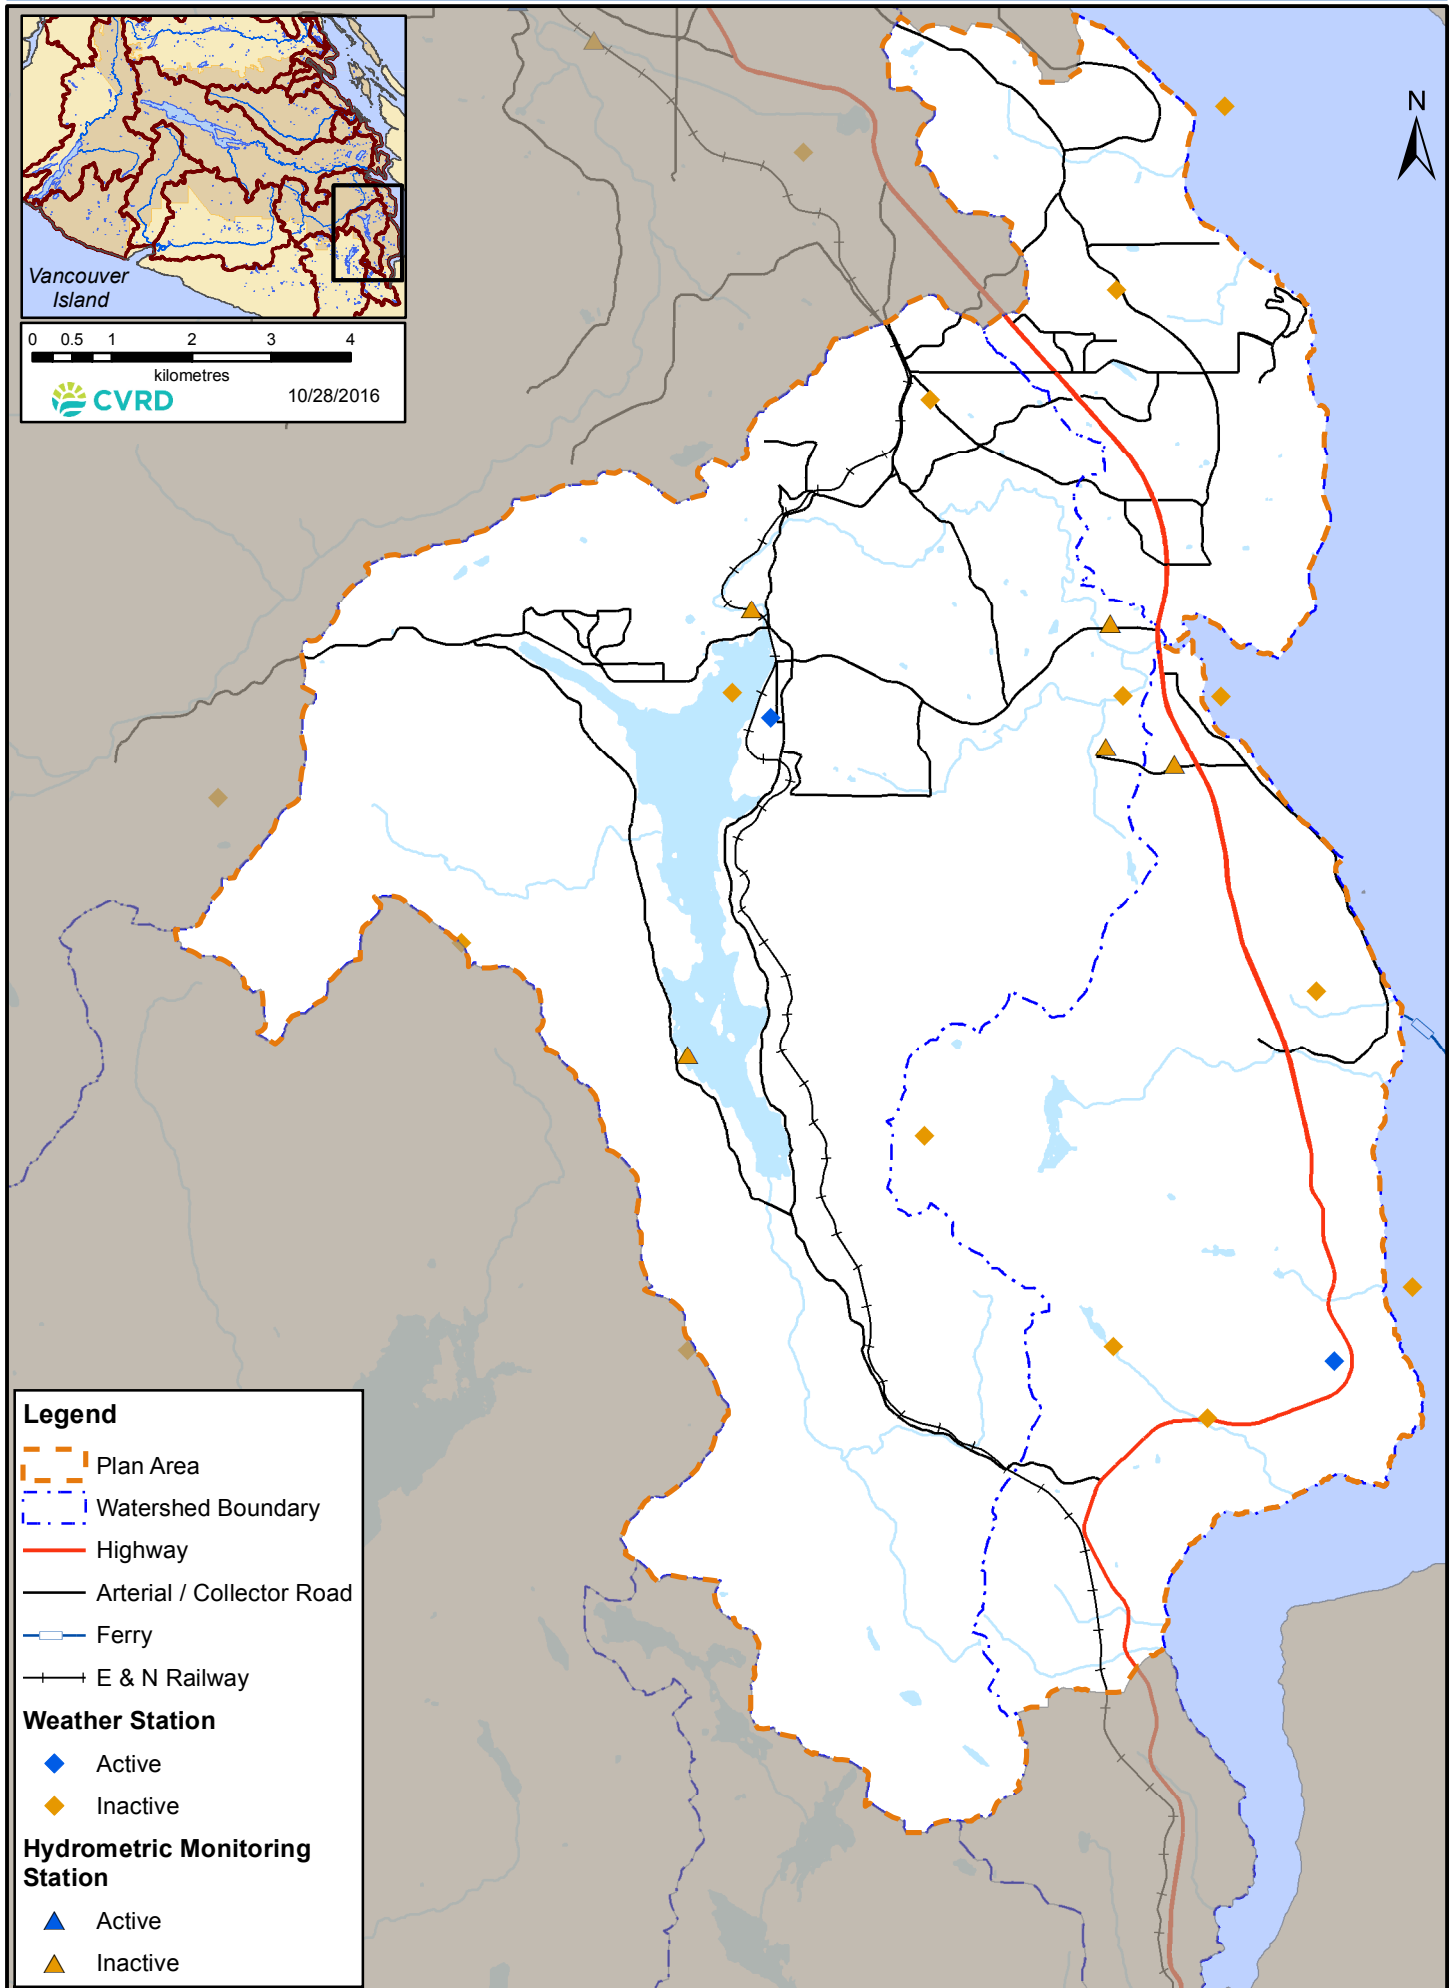 Vancouver
Island
0 0.5 1 2 3 4
kilometres
CVRD 10/28/2016
N
Legend
Plan Area
Watershed Boundary
Highway
Arterial / Collector Road
Ferry
E & N Railway
Weather Station
Active
Inactive
Hydrometric Monitoring
Station
Active
Inactive